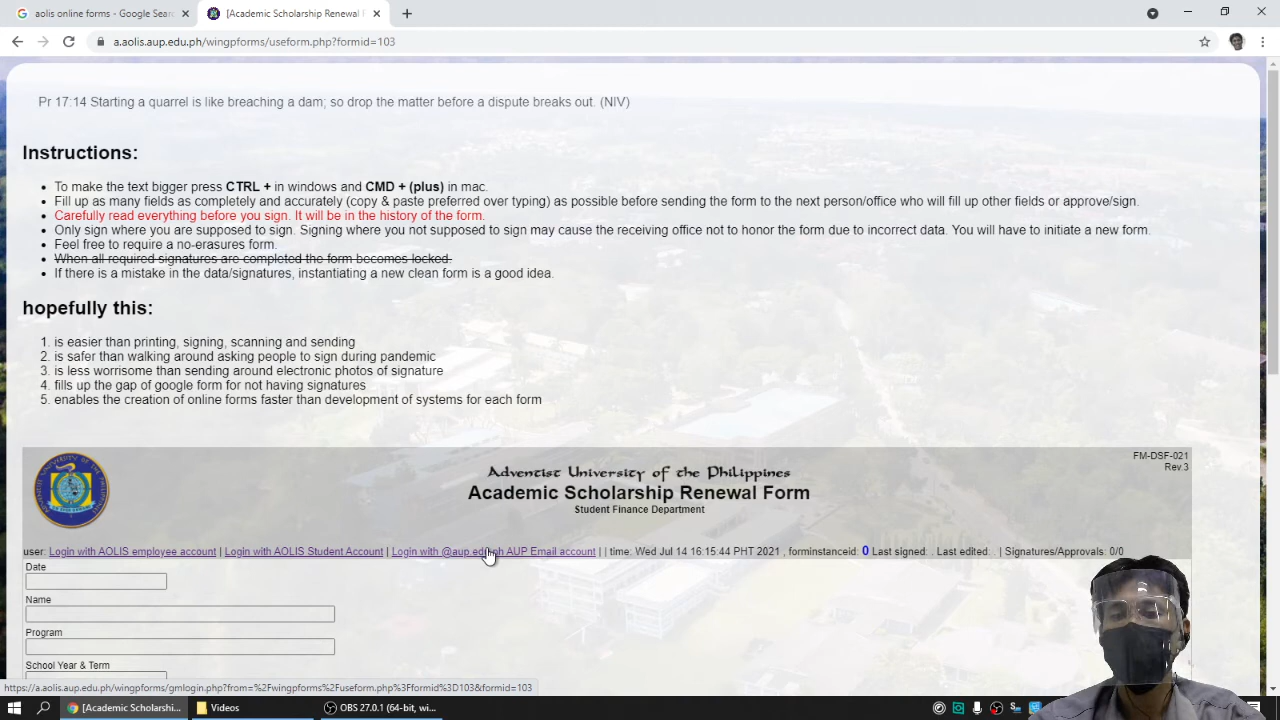 aolis online forms - Google Sear
[Academic Scholarship Renewal
a.aolis.aup.edu.ph/wingpforms/useform.php?formid=103
Pr 17:14 Starting a quarrel is like breaching a dam; so drop the matter before a dispute breaks out. (NIV)
Instructions:
To make the text bigger press CTRL + in windows and CMD + (plus) in mac.
Fill up as many fields as completely and accurately (copy & paste preferred over typing) as possible before sending the form to the next person/office who will fill up other fields or approve/sign.
Carefully read everything before you sign. It will be in the history of the form.
Only sign where you are supposed to sign. Signing where you not supposed to sign may cause the receiving office not to honor the form due to incorrect data. You will have to initiate a new form.
Feel free to require a no-erasures form.
When all required signatures are completed the form becomes locked.
If there is a mistake in the data/signatures, instantiating a new clean form is a good idea.
hopefully this:
1. is easier than printing, signing, scanning and sending
2. is safer than walking around asking people to sign during pandemic
3. is less worrisome than sending around electronic photos of signature
4. fills up the gap of google form for not having signatures
5. enables the creation of online forms faster than development of systems for each form
FM-DSF-021
Rev.3
Adventist University of the Philippines
Academic Scholarship Renewal Form
Student Finance Department
user: Login with AOLIS employee account | Login with AOLIS Student Account | Login with @aup.edu.ph AUP Email account | | time: Wed Jul 14 16:15:44 PHT 2021 , forminstanceid: 0 Last signed: . Last edited: . | Signatures/Approvals: 0/0
Date
Name
Program
School Year & Term
https://a.aolis.aup.edu.ph/wingpforms/gmlogin.php?from=%2Fwingpforms%2Fuseform.php%3Fformid%3D103&formid=103
[Academic Scholarshi...
Videos
OBS 27.0.1 (64-bit, wi...